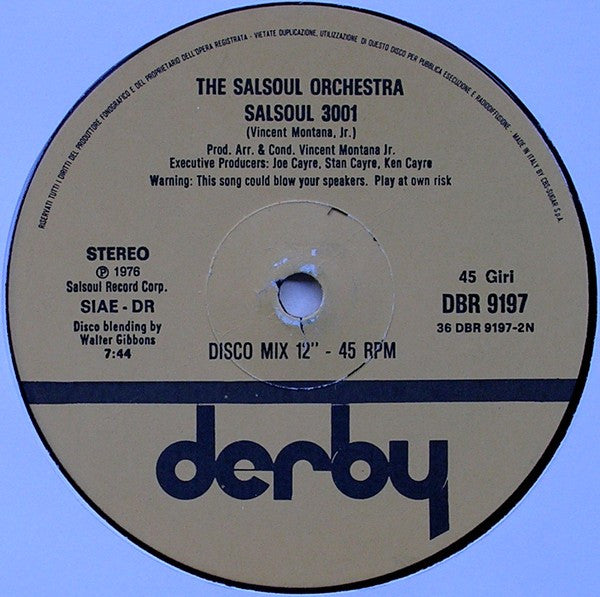 RISERVATI TUTTI I DIRITTI DEL PRODUTTORE FONOGRAFICO E DEL PROPRIETARIO DELL'OPERA REGISTRATA - VIETATE DUPLICAZIONE, UTILIZZAZIONE DI QUESTO DISCO PER PUBBLICA ESECUZIONE E RADIODIFFUSIONE. - MADE IN ITALY BY CBS-SUGAR S.p.A.
THE SALSOUL ORCHESTRA
SALSOUL 3001
(Vincent Montana, Jr.)
Prod. Arr. & Cond. Vincent Montana Jr.
Executive Producers: Joe Cayre, Stan Cayre, Ken Cayre
Warning: This song could blow your speakers. Play at own risk
STEREO
Ⓟ 1976
Salsoul Record Corp.
SIAE - DR
Disco blending by
Walter Gibbons
7:44
45 Giri
DBR 9197
36 DBR 9197-2N
DISCO MIX 12" - 45 RPM
derby